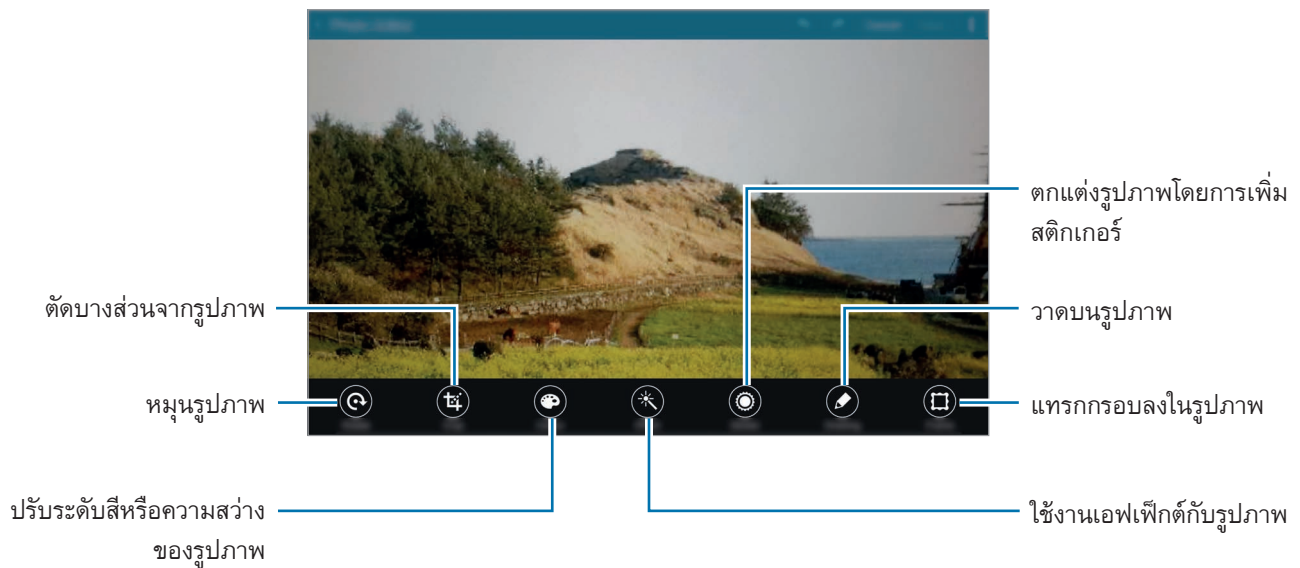 ตกแต่งรูปภาพโดยการเพิ่ม
สติกเกอร์
ตัดบางส่วนจากรูปภาพ
วาดบนรูปภาพ
หมุนรูปภาพ
แทรกกรอบลงในรูปภาพ
ปรับระดับสีหรือความสว่าง
ของรูปภาพ
ใช้งานเอฟเฟ็กต์กับรูปภาพ